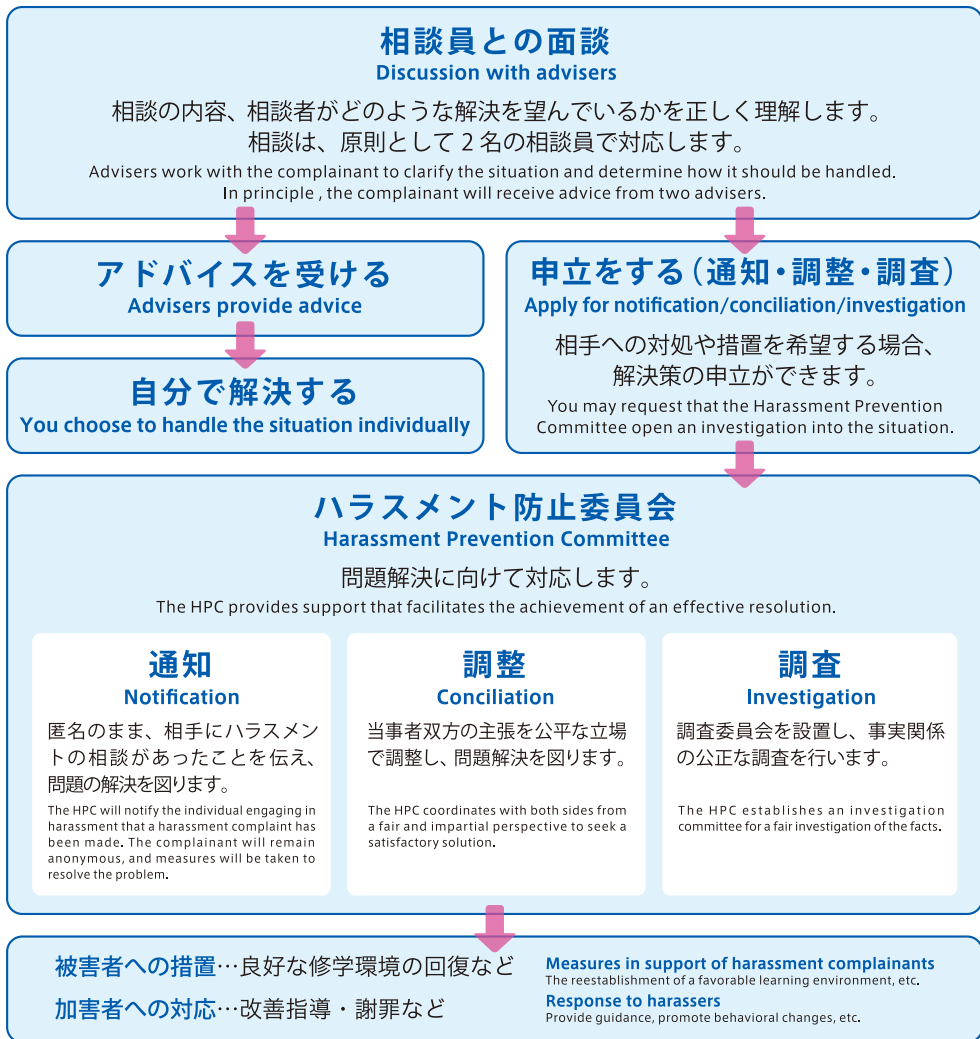 相談員との面談
Discussion with advisers
相談の内容、相談者がどのような解決を望んでいるかを正しく理解します。
相談は、原則として 2 名の相談員で対応します。
Advisers work with the complainant to clarify the situation and determine how it should be handled.
In principle , the complainant will receive advice from two advisers.
アドバイスを受ける
Advisers provide advice
自分で解決する
You choose to handle the situation individually
申立をする（通知・調整・調査）
Apply for notification/conciliation/investigation
相手への対処や措置を希望する場合、
解決策の申立ができます。
You may request that the Harassment Prevention
Committee open an investigation into the situation.
ハラスメント防止委員会
Harassment Prevention Committee
問題解決に向けて対応します。
The HPC provides support that facilitates the achievement of an effective resolution.
通知
Notification
匿名のまま、相手にハラスメン
トの相談があったことを伝え、
問題の解決を図ります。
The HPC will notify the individual engaging in
harassment that a harassment complaint has
been made. The complainant will remain
anonymous, and measures will be taken to
resolve the problem.
調整
Conciliation
当事者双方の主張を公平な立場
で調整し、問題解決を図ります。
The HPC coordinates with both sides from
a fair and impartial perspective to seek a
satisfactory solution.
調査
Investigation
調査委員会を設置し、事実関係
の公正な調査を行います。
The HPC establishes an investigation
committee for a fair investigation of the facts.
被害者への措置…良好な修学環境の回復など
加害者への対応…改善指導・謝罪など
Measures in support of harassment complainants
The reestablishment of a favorable learning environment, etc.
Response to harassers
Provide guidance, promote behavioral changes, etc.